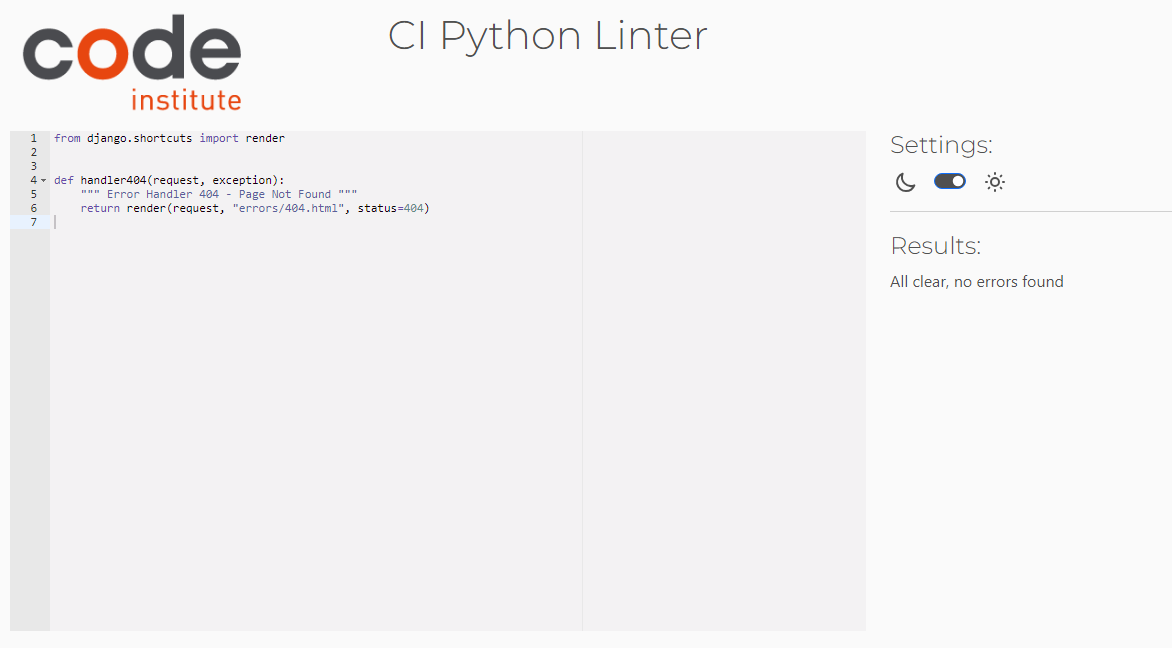 code
institute
CI Python Linter
1 from django.shortcuts import render
2
3
4 def handler404(request, exception):
5     """ Error Handler 404 - Page Not Found """
6     return render(request, "errors/404.html", status=404)
7
Settings:
Results:
All clear, no errors found